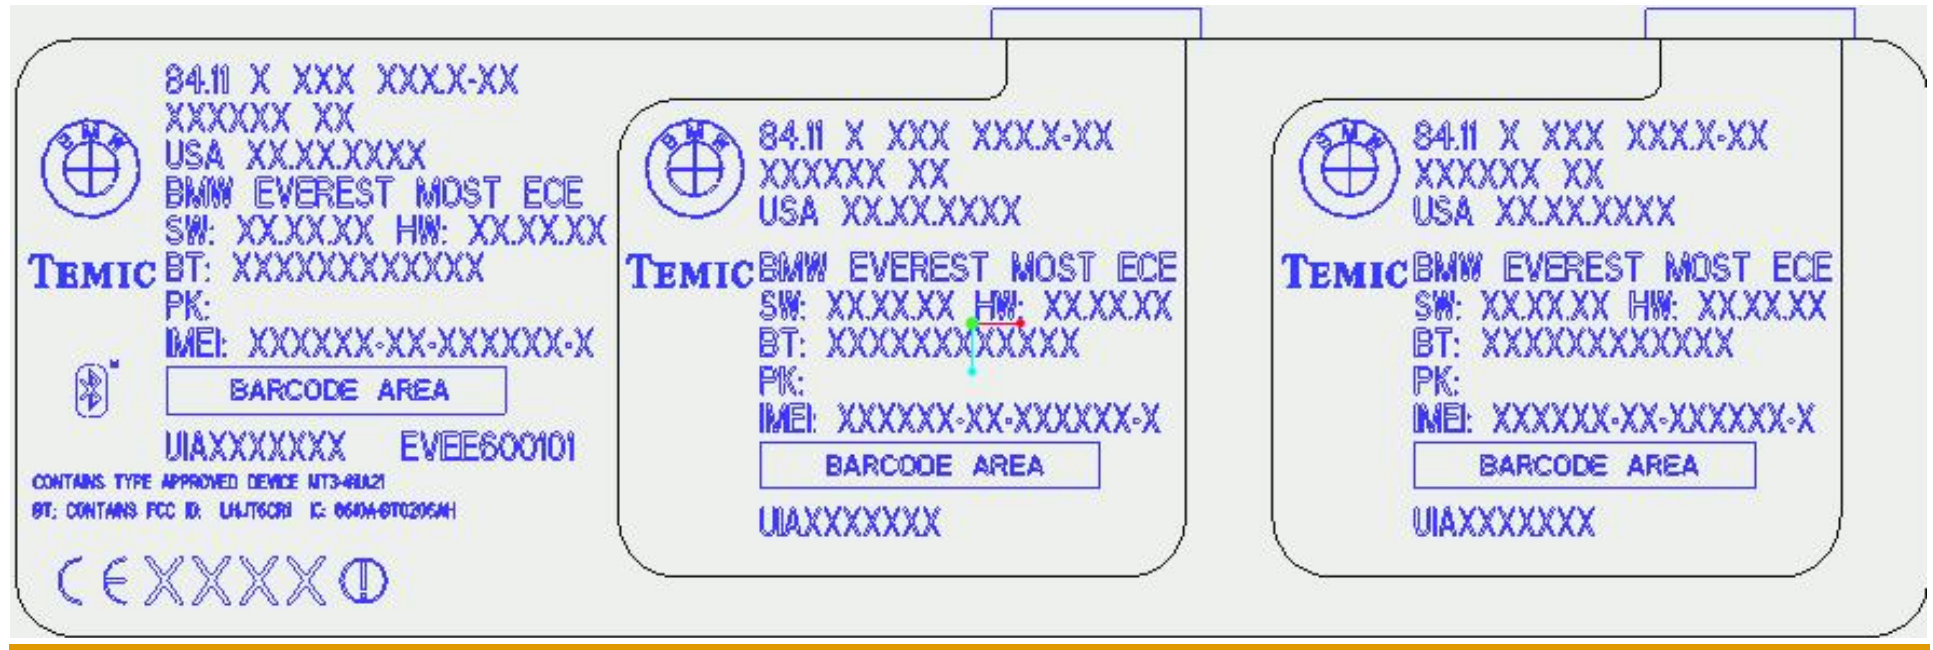 84.11 X XXX XXX.X-XX
XXXXXX XX
USA XX.XX.XXXX
BMW EVEREST MOST ECE
SW: XX.XX.XX HW: XX.XX.XX
BT: XXXXXXXXXXXX
PK:
IMEI: XXXXXX-XX-XXXXXX-X
BMW
TEMIC
BARCODE AREA
UIAXXXXXXX EVEE600101
CONTAINS TYPE APPROVED DEVICE
BT: CONTAINS FCC ID: IC:
CE XXXX
84.11 X XXX XXX.X-XX
XXXXXX XX
USA XX.XX.XXXX
BMW
TEMIC
BMW EVEREST MOST ECE
SW: XX.XX.XX HW: XX.XX.XX
BT: XXXXXXXXXXXX
PK:
IMEI: XXXXXX-XX-XXXXXX-X
BARCODE AREA
UIAXXXXXXX
84.11 X XXX XXX.X-XX
XXXXXX XX
USA XX.XX.XXXX
BMW
TEMIC
BMW EVEREST MOST ECE
SW: XX.XX.XX HW: XX.XX.XX
BT: XXXXXXXXXXXX
PK:
IMEI: XXXXXX-XX-XXXXXX-X
BARCODE AREA
UIAXXXXXXX